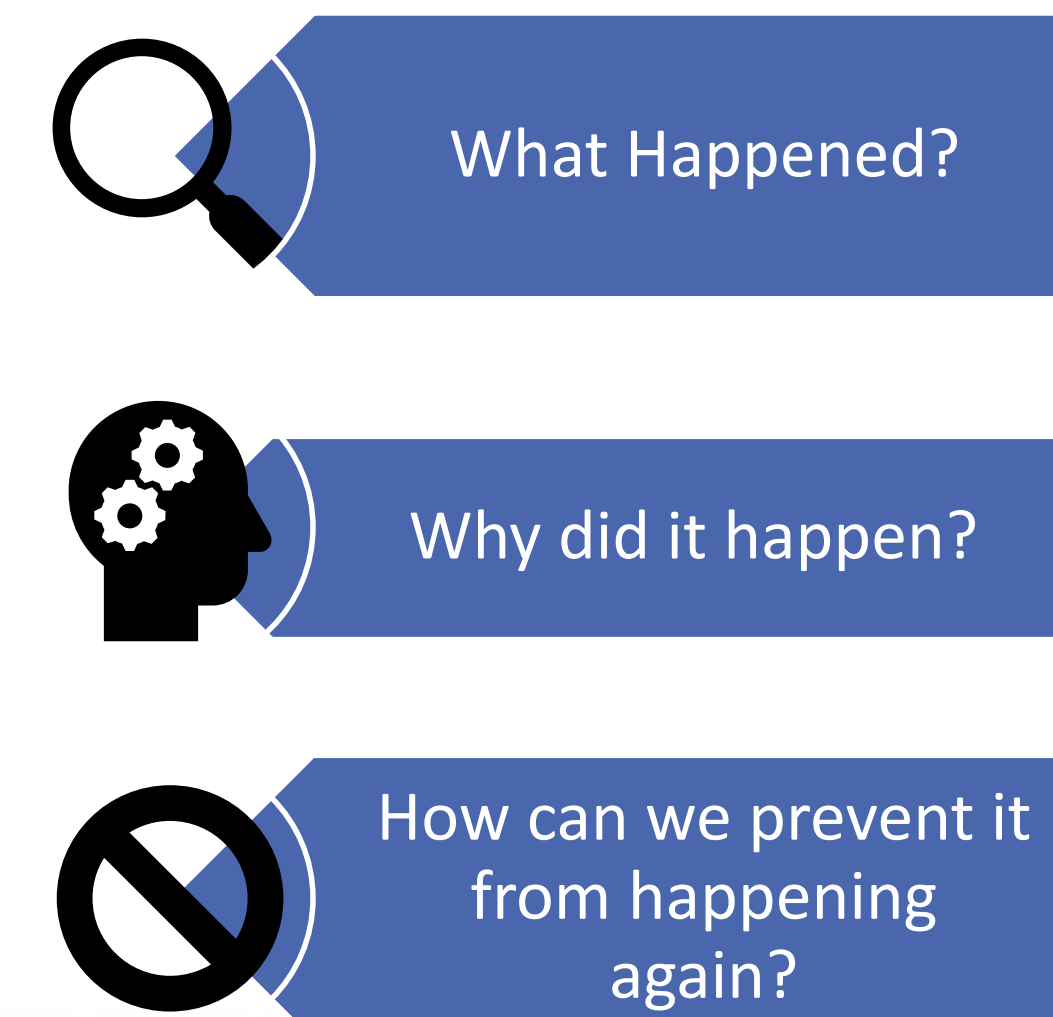 What Happened?
Why did it happen?
How can we prevent it
from happening
again?